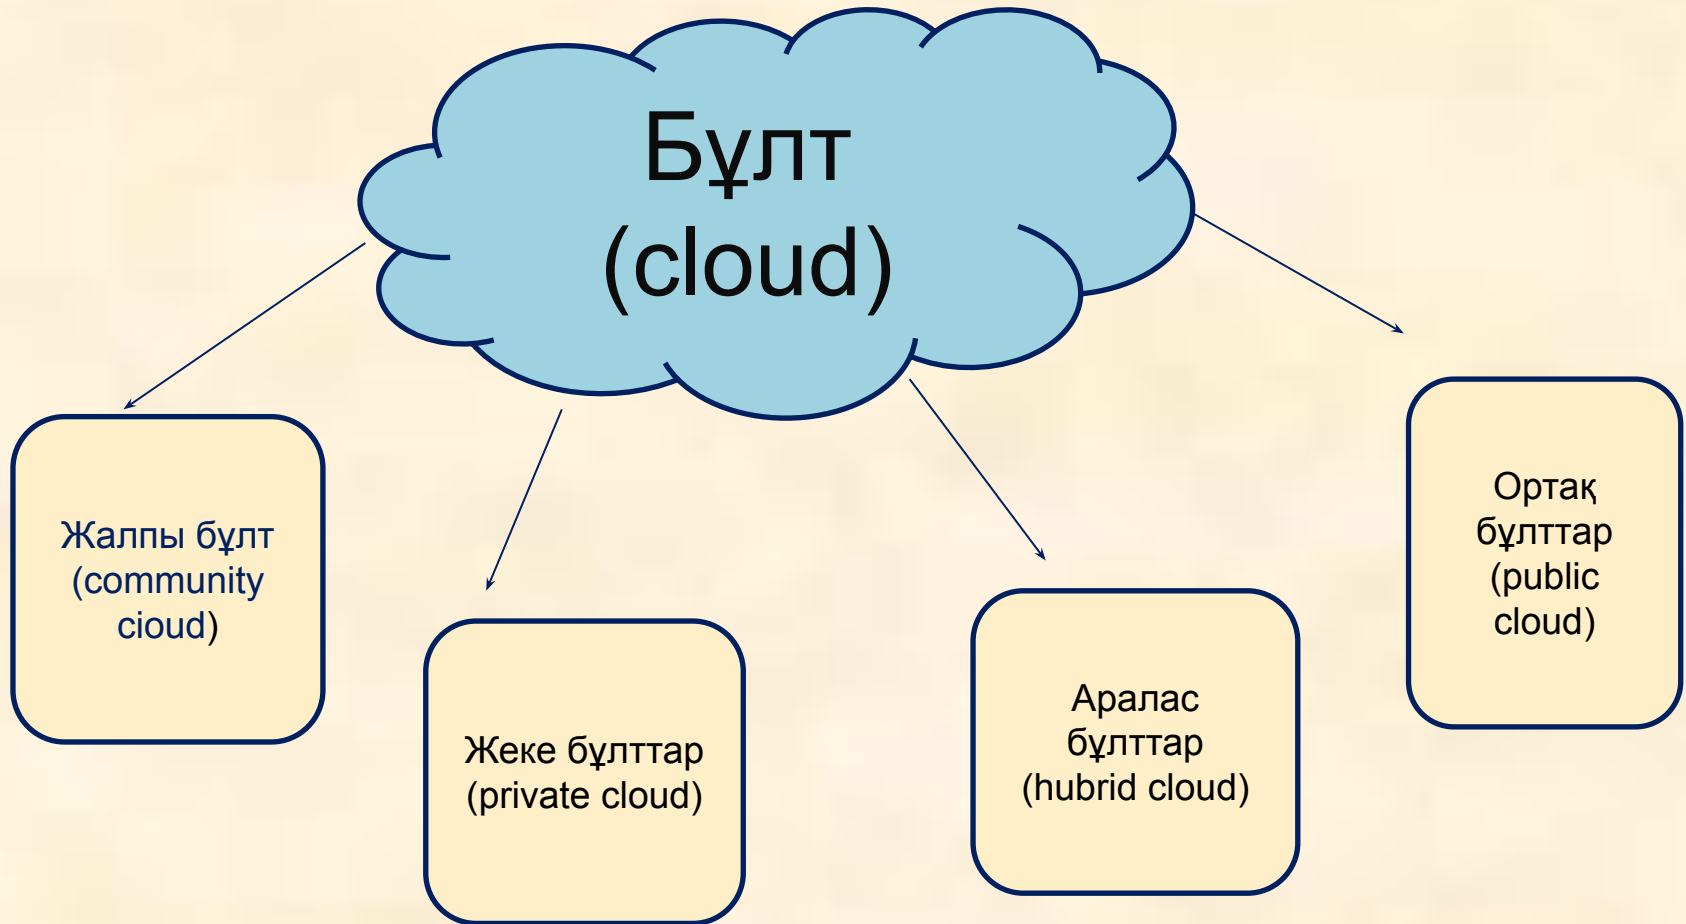 Бұлт
(cloud)
Жалпы бұлт
(community
cioud)
Жеке бұлттар
(private cloud)
Аралас
бұлттар
(hubrid cloud)
Ортақ
бұлттар
(public
cloud)